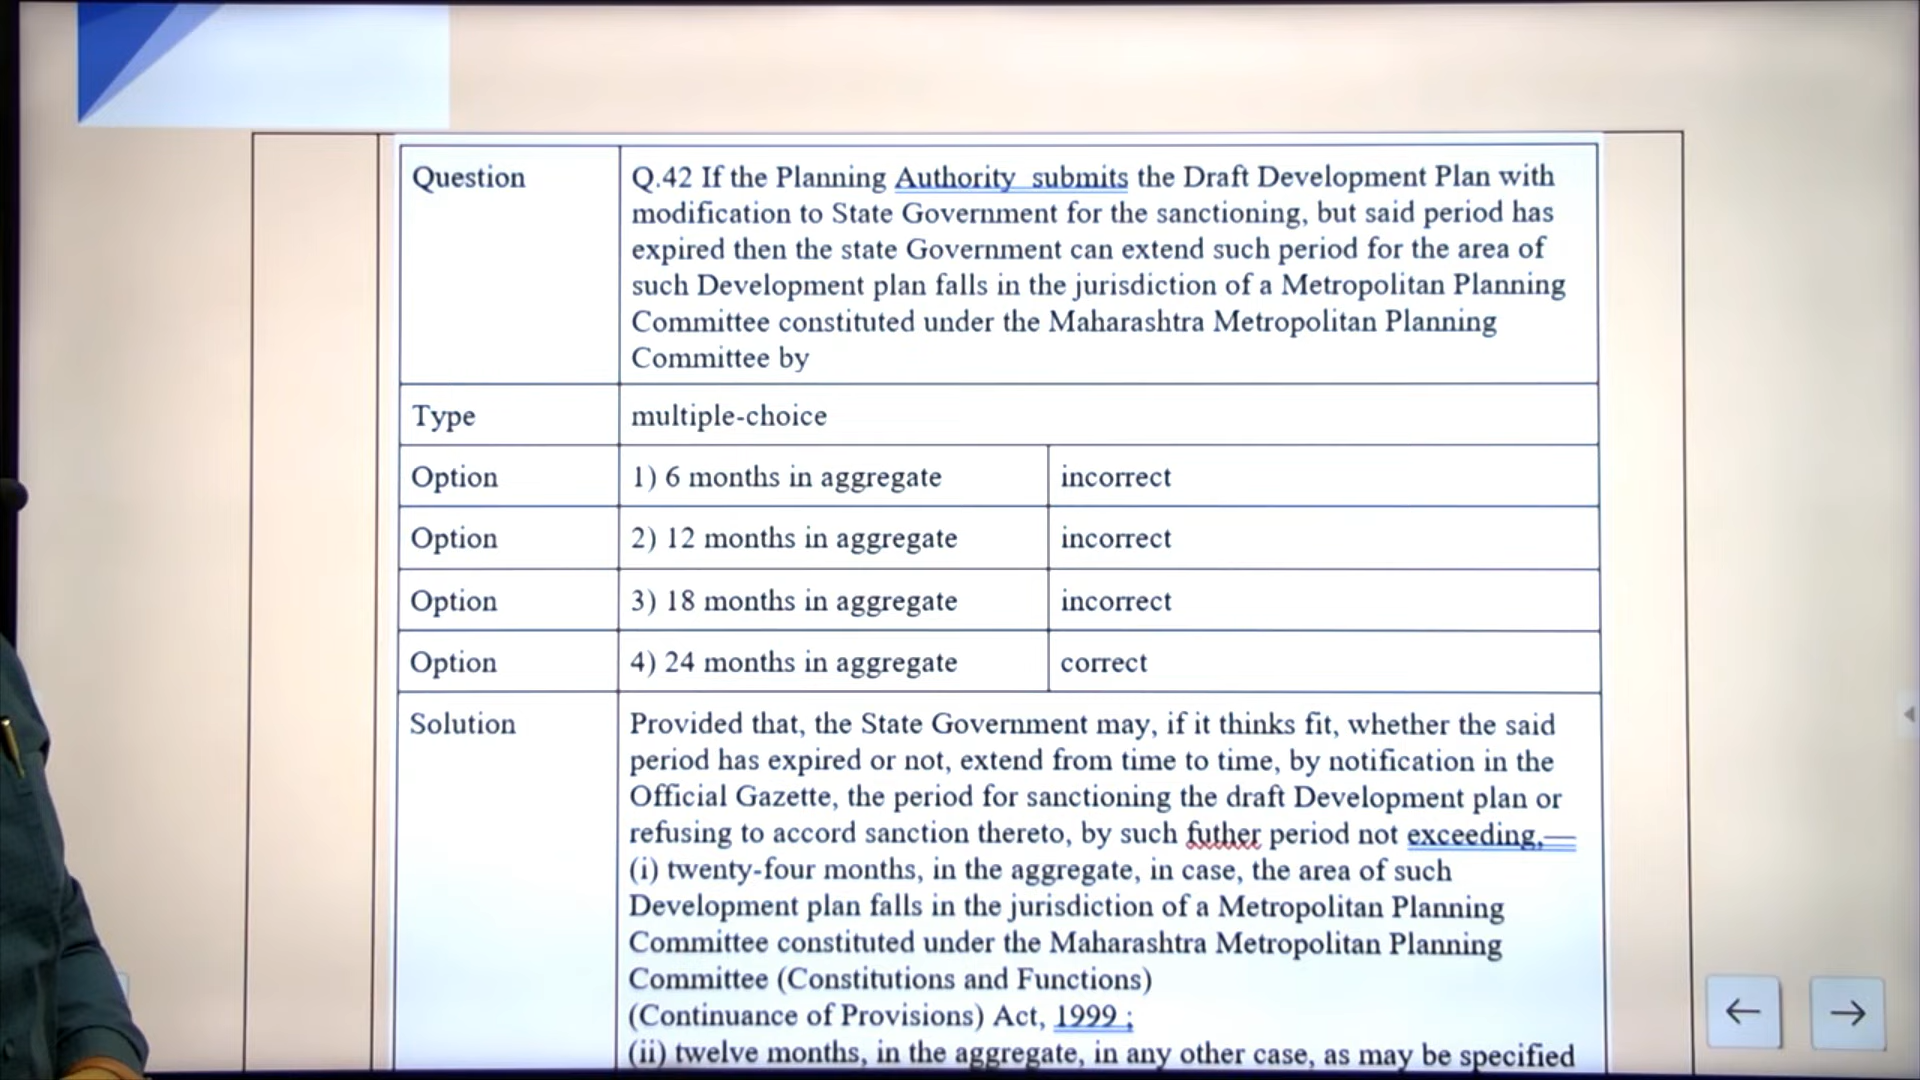 Question
Q.42 If the Planning Authority submits the Draft Development Plan with
modification to State Government for the sanctioning, but said period has
expired then the state Government can extend such period for the area of
such Development plan falls in the jurisdiction of a Metropolitan Planning
Committee constituted under the Maharashtra Metropolitan Planning
Committee by
Type
multiple-choice
Option
1) 6 months in aggregate
incorrect
Option
2) 12 months in aggregate
incorrect
Option
3) 18 months in aggregate
incorrect
Option
4) 24 months in aggregate
correct
Solution
Provided that, the State Government may, if it thinks fit, whether the said
period has expired or not, extend from time to time, by notification in the
Official Gazette, the period for sanctioning the draft Development plan or
refusing to accord sanction thereto, by such futher period not exceeding,—
(i) twenty-four months, in the aggregate, in case, the area of such
Development plan falls in the jurisdiction of a Metropolitan Planning
Committee constituted under the Maharashtra Metropolitan Planning
Committee (Constitutions and Functions)
(Continuance of Provisions) Act, 1999 ;
(ii) twelve months, in the aggregate, in any other case, as may be specified